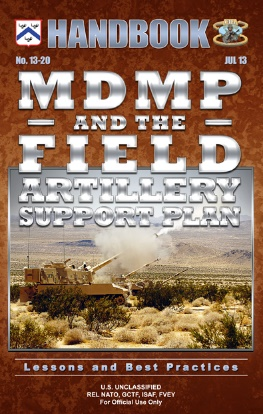 HANDBOOK
No. 13-20 JUL 13
MDMP
AND THE
FIELD
ARTILLERY
SUPPORT PLAN
Lessons and Best Practices
U.S. UNCLASSIFIED
REL NATO, GCTF, ISAF, FVEY
For Official Use Only